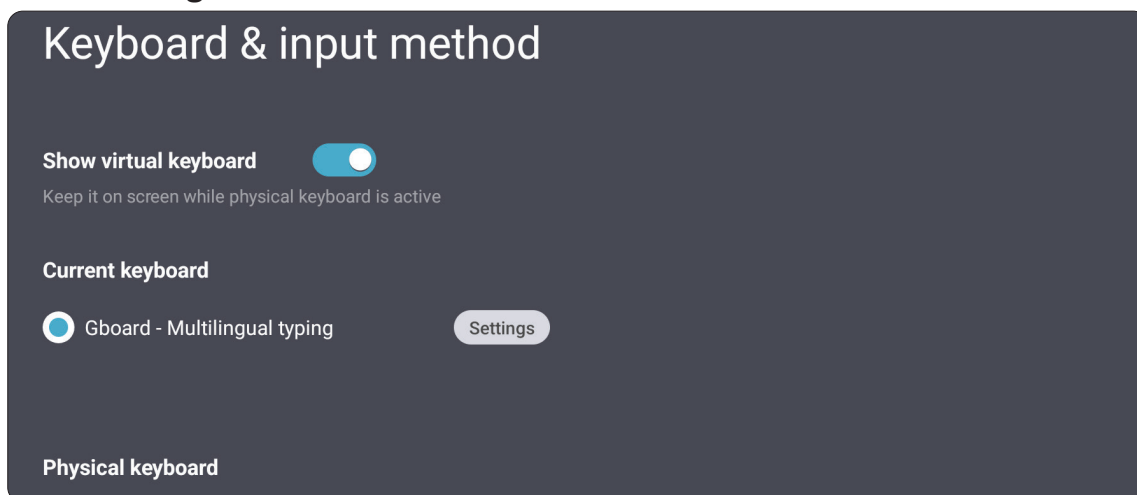 Keyboard & input method
Show virtual keyboard
Keep it on screen while physical keyboard is active
Current keyboard
Gboard - Multilingual typing Settings
Physical keyboard